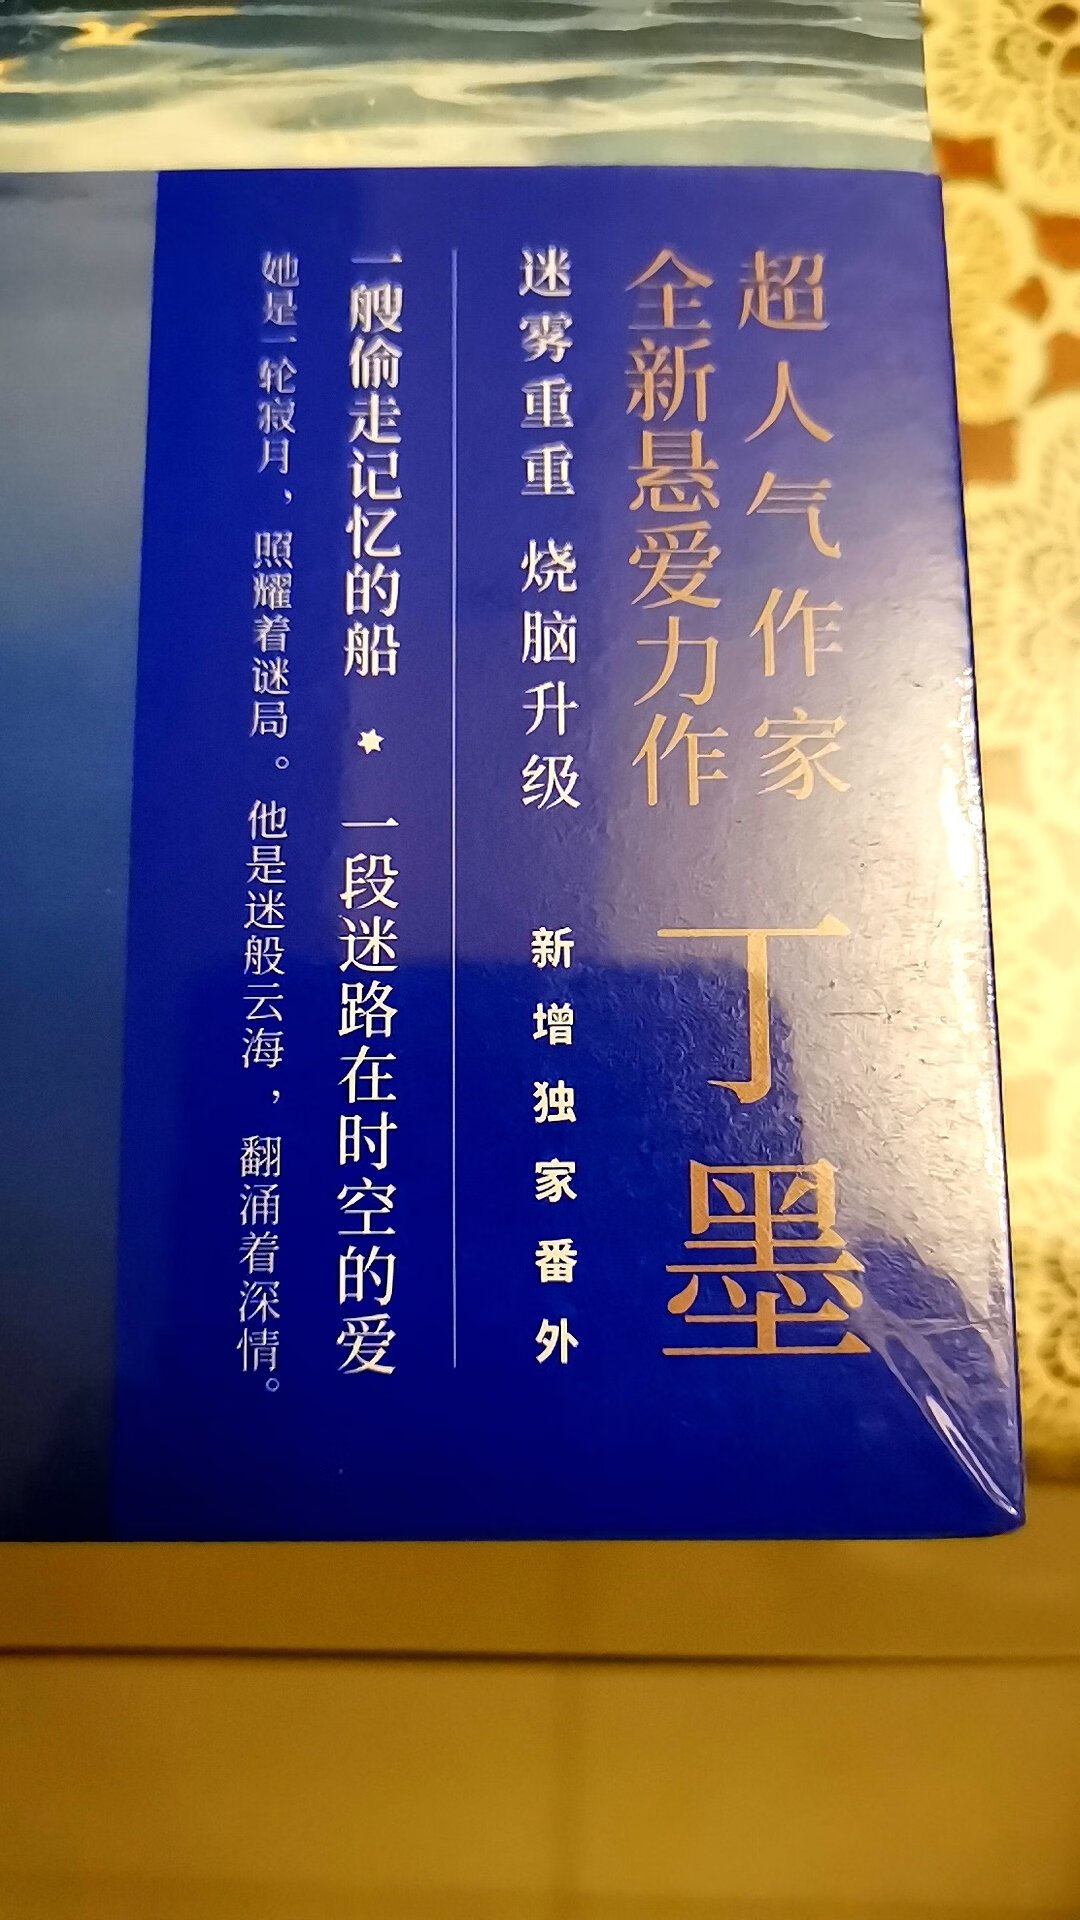 超人气作家
全新悬爱力作
丁墨
迷雾重重 烧脑升级
新增独家番外
一艘偷走记忆的船 ★ 一段迷路在时空的爱
她是一轮寂月，照耀着谜局。他是迷般云海，翻涌着深情。